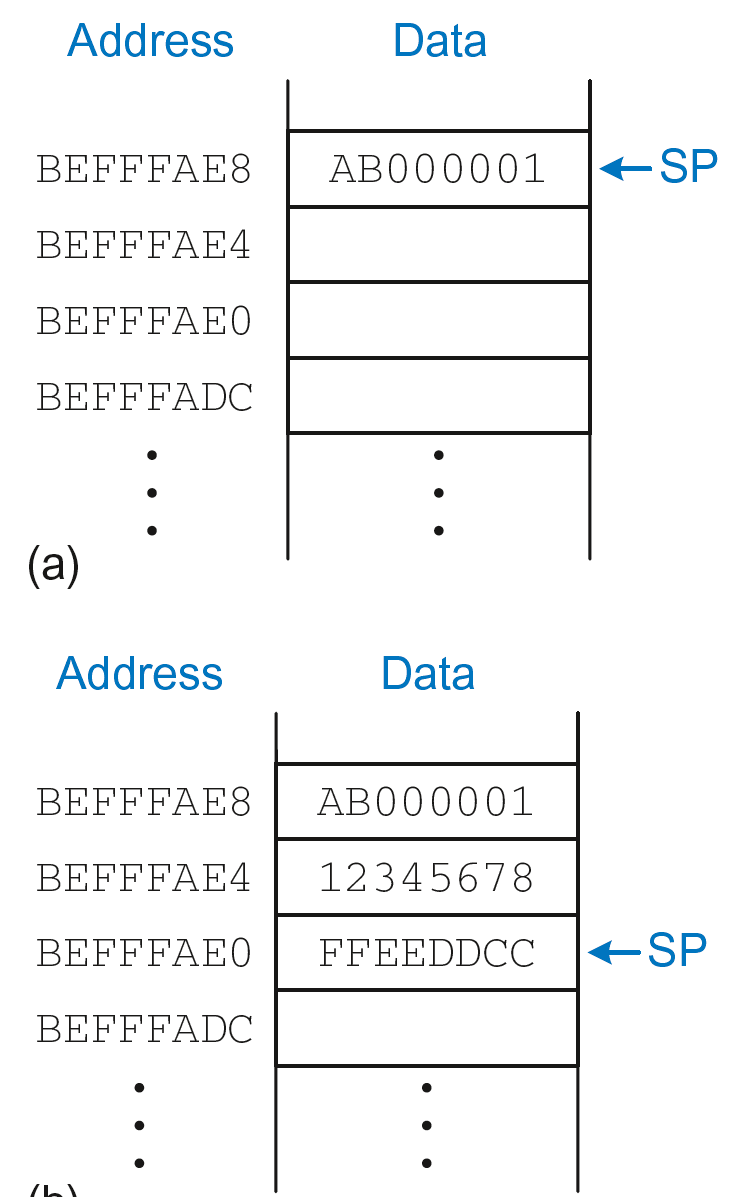 Address Data
BEFFFAE8 AB000001 SP
BEFFFAE4
BEFFFAE0
BEFFFADC
(a)
Address Data
BEFFFAE8 AB000001
BEFFFAE4 12345678
BEFFFAE0 FFEEDDCC SP
BEFFFADC
(b)